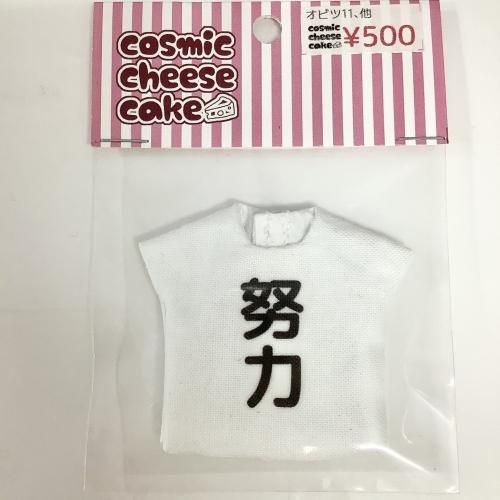 cosmic
cheese
cake
オビツ11、他
cosmic
cheese
cake
¥500
努力